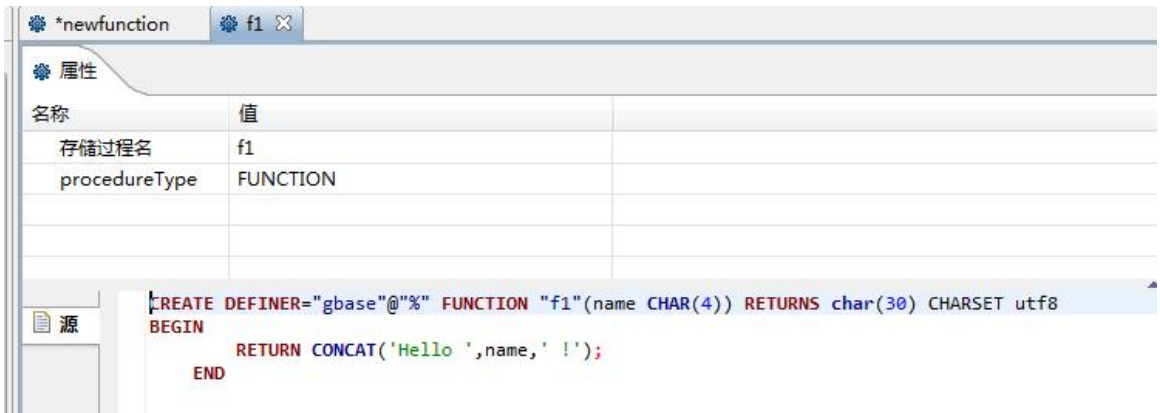 *newfunction f1
属性
名称 值
存储过程名 f1
procedureType FUNCTION
源
CREATE DEFINER="gbase"@"%" FUNCTION "f1"(name CHAR(4)) RETURNS char(30) CHARSET utf8
BEGIN
RETURN CONCAT('Hello ',name,' !');
END